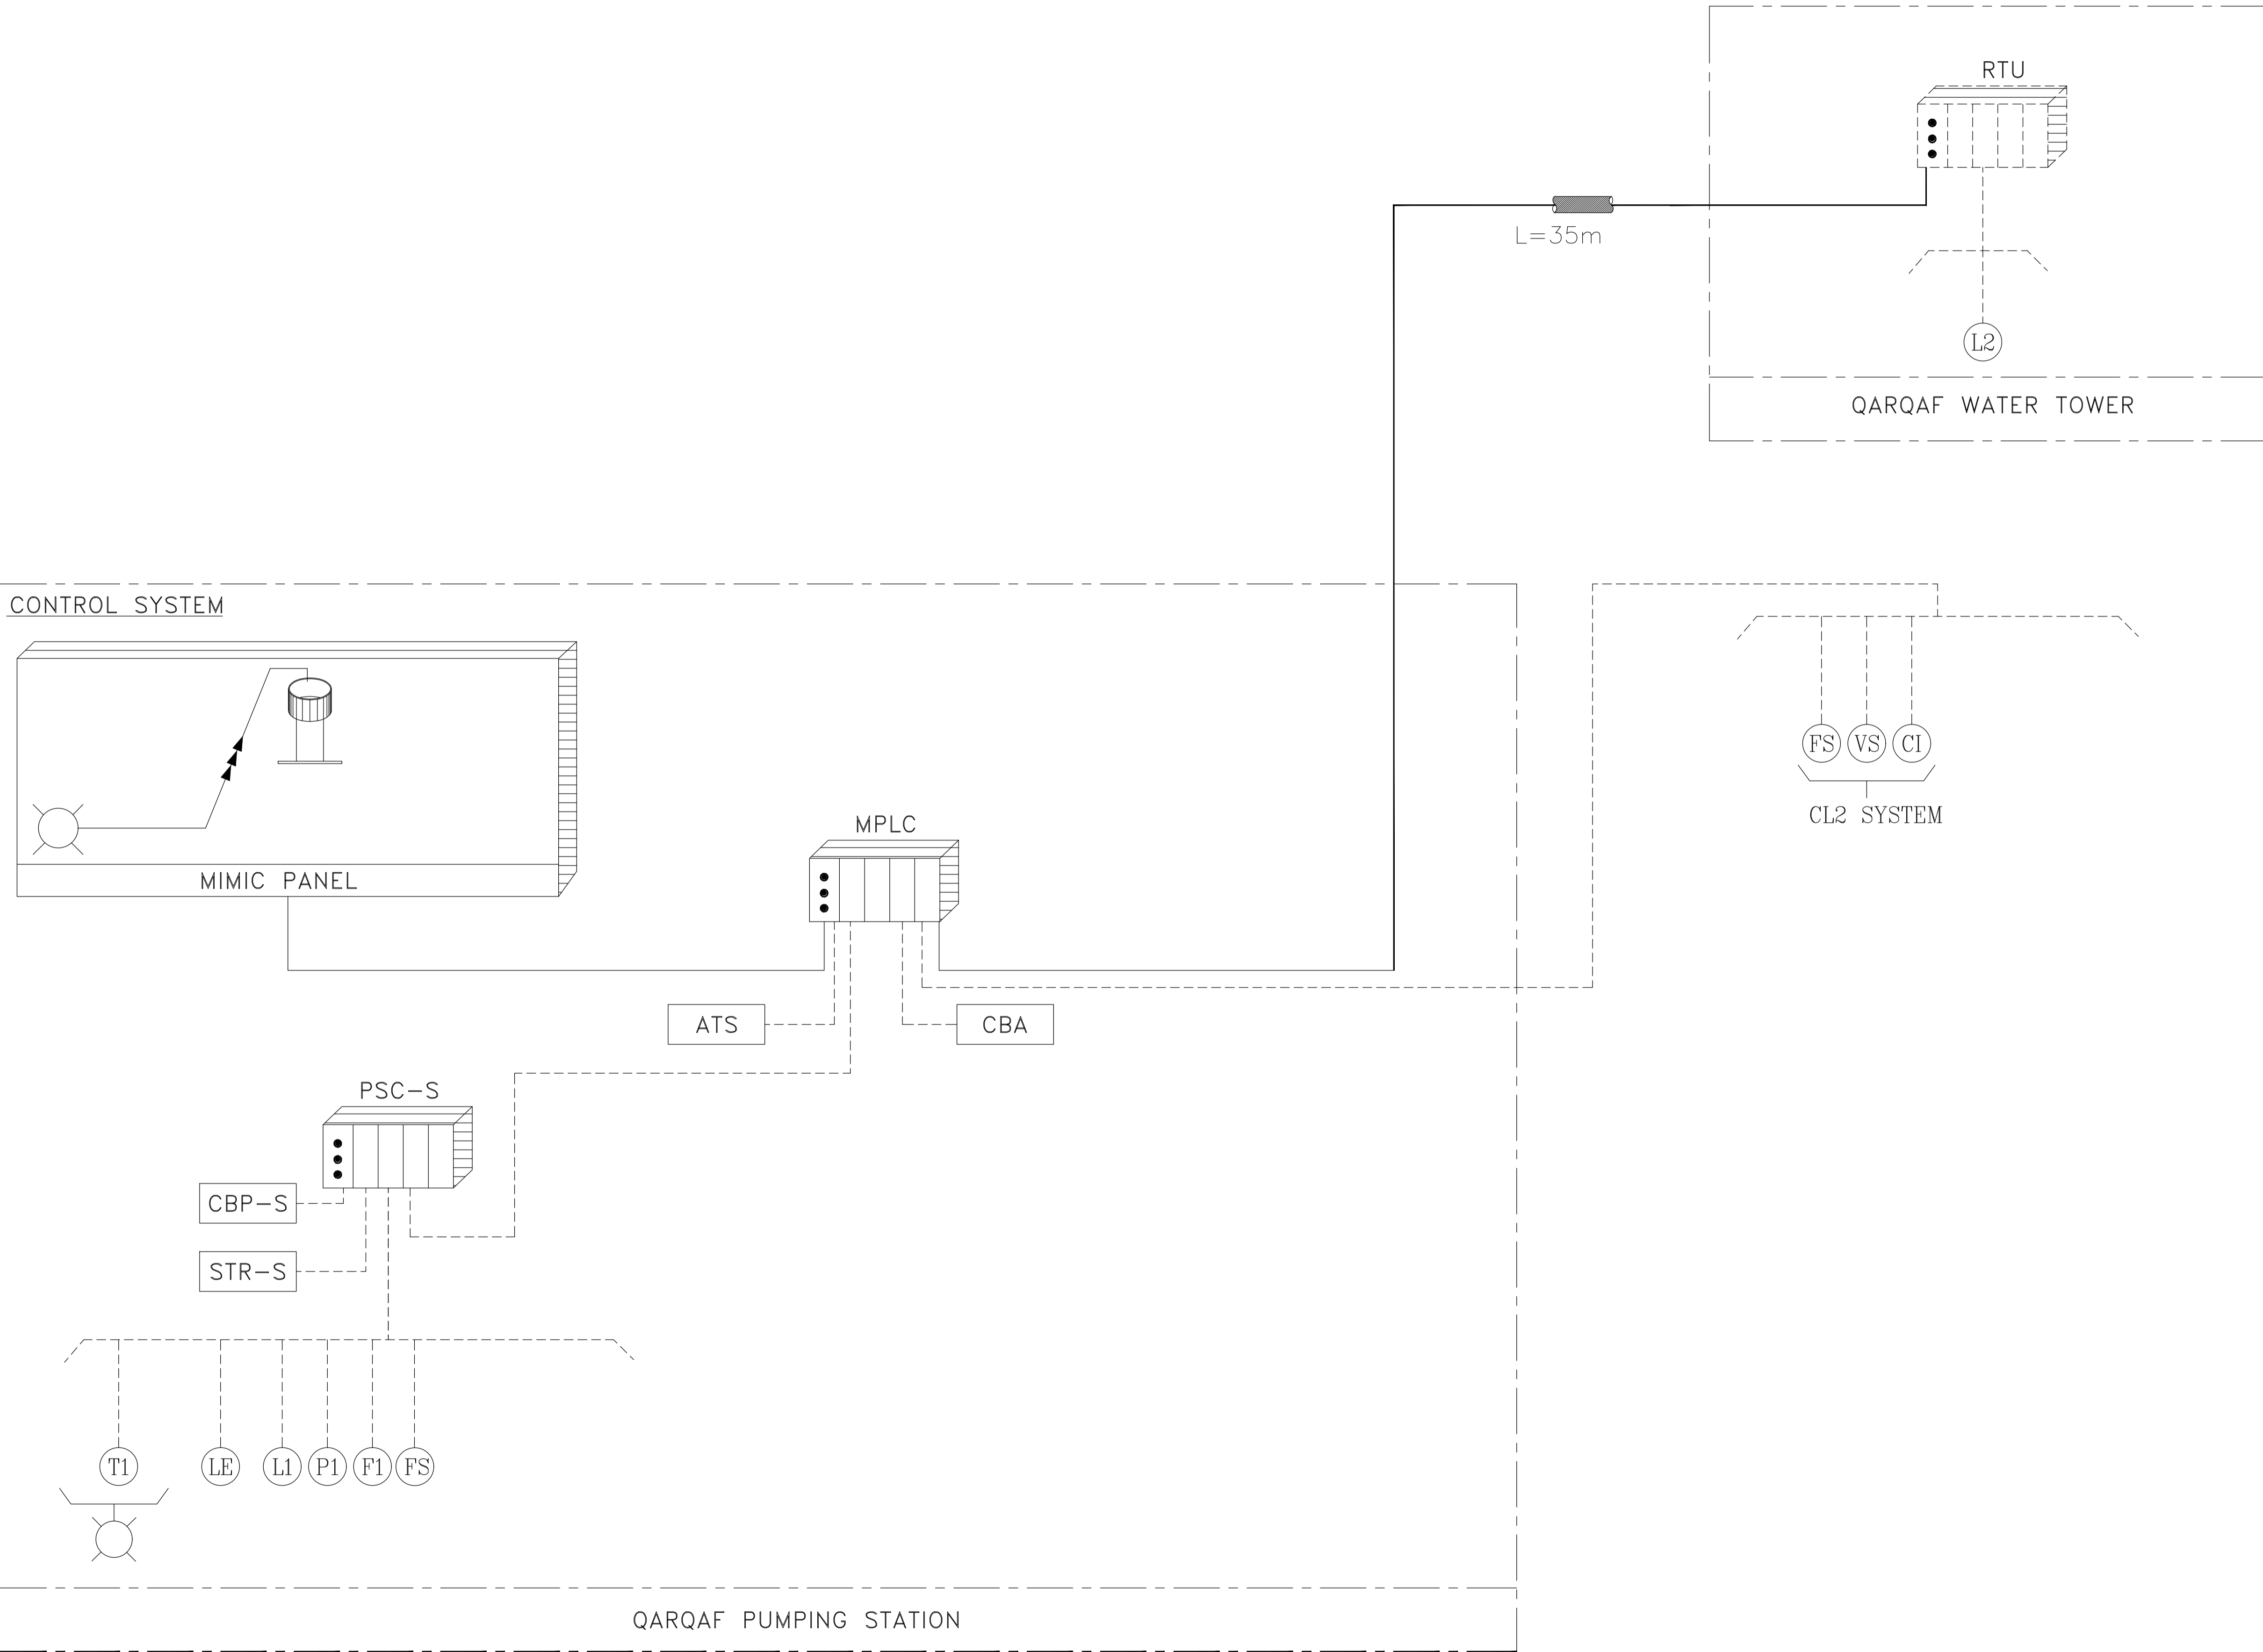 RTU
L=35m
L2
QARQAF WATER TOWER
CONTROL SYSTEM
FS VS CI
CL2 SYSTEM
MPLC
MIMIC PANEL
ATS
CBA
PSC-S
CBP-S
STR-S
T1 LE L1 P1 F1 FS
QARQAF PUMPING STATION